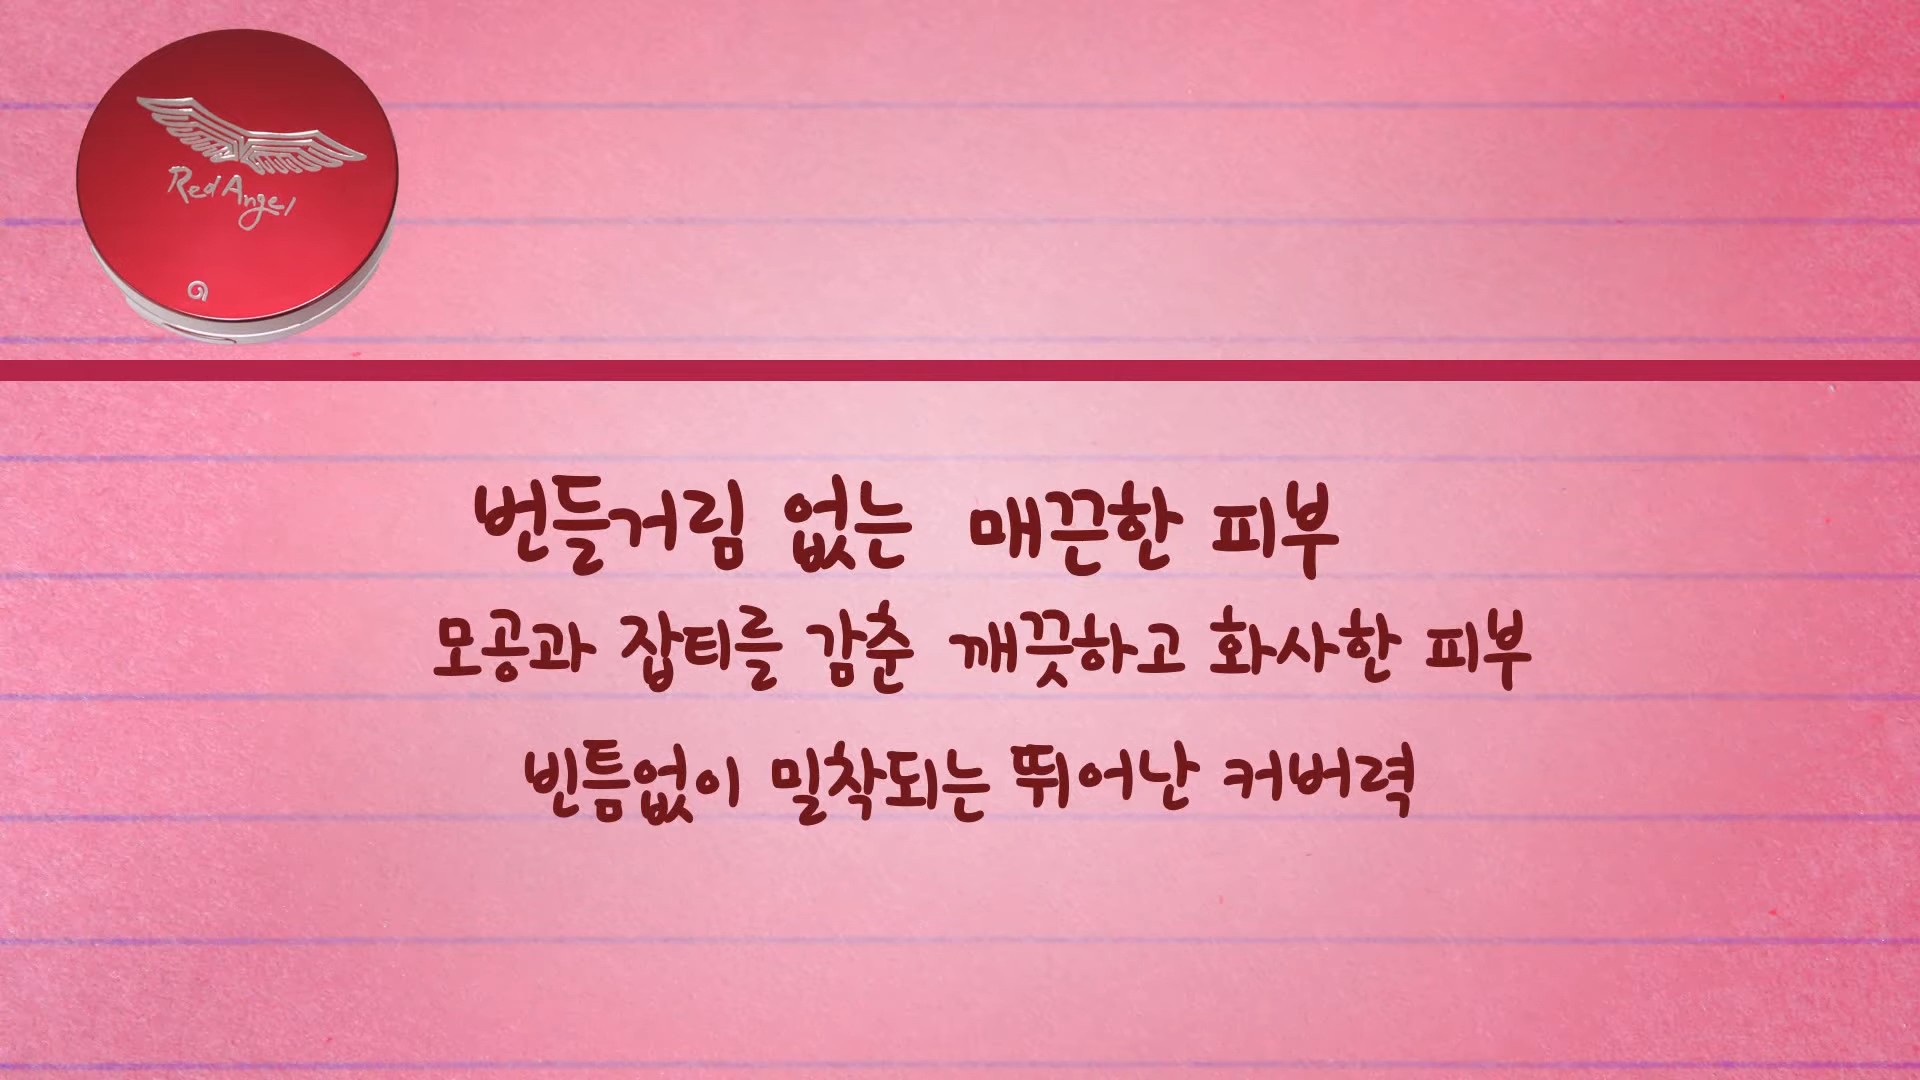 Red Angel
번들거림 없는 매끈한 피부
모공과 잡티를 감춘 깨끗하고 화사한 피부
빈틈없이 밀착되는 뛰어난 커버력